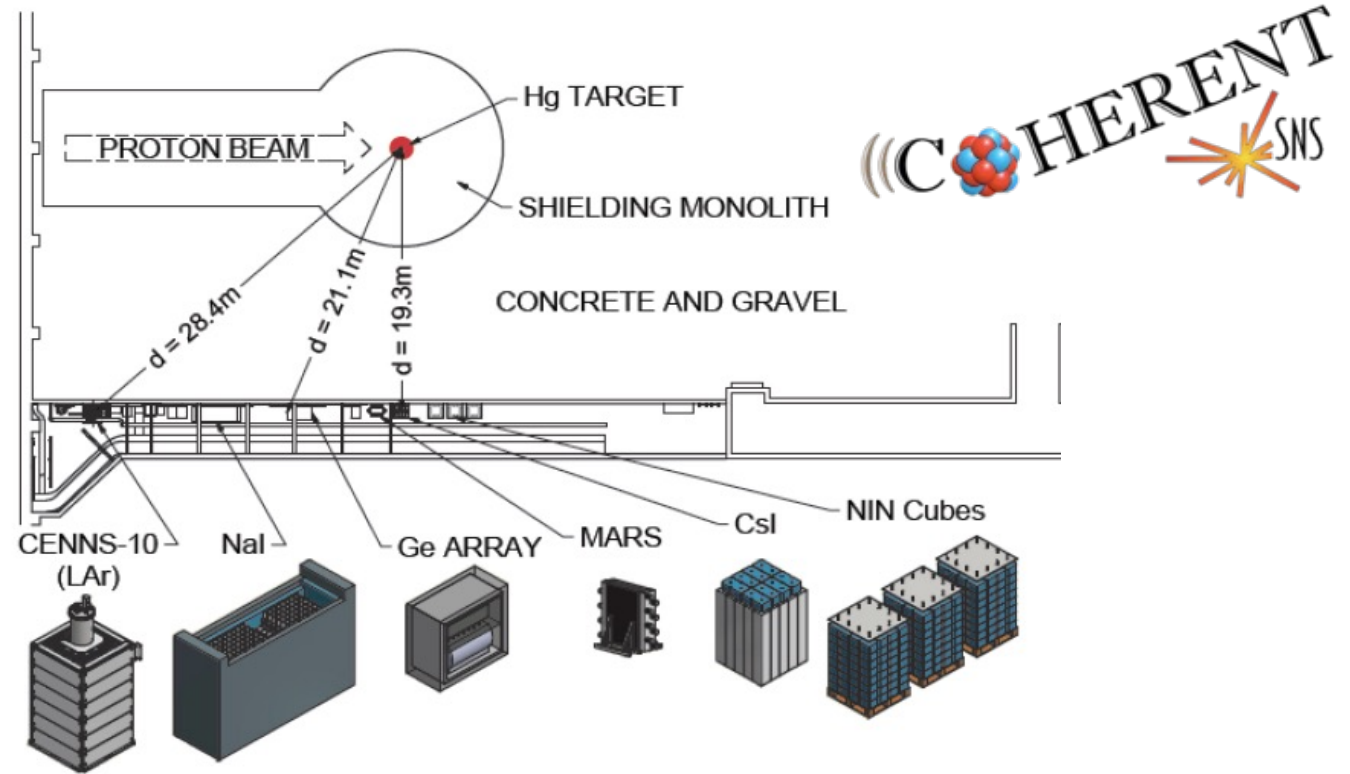 COHERENT
SNS
Hg TARGET
PROTON BEAM
SHIELDING MONOLITH
d = 28.4m
d = 21.1m
d = 19.3m
CONCRETE AND GRAVEL
CENNS-10
(LAr)
NaI
Ge ARRAY
MARS
CsI
NIN Cubes